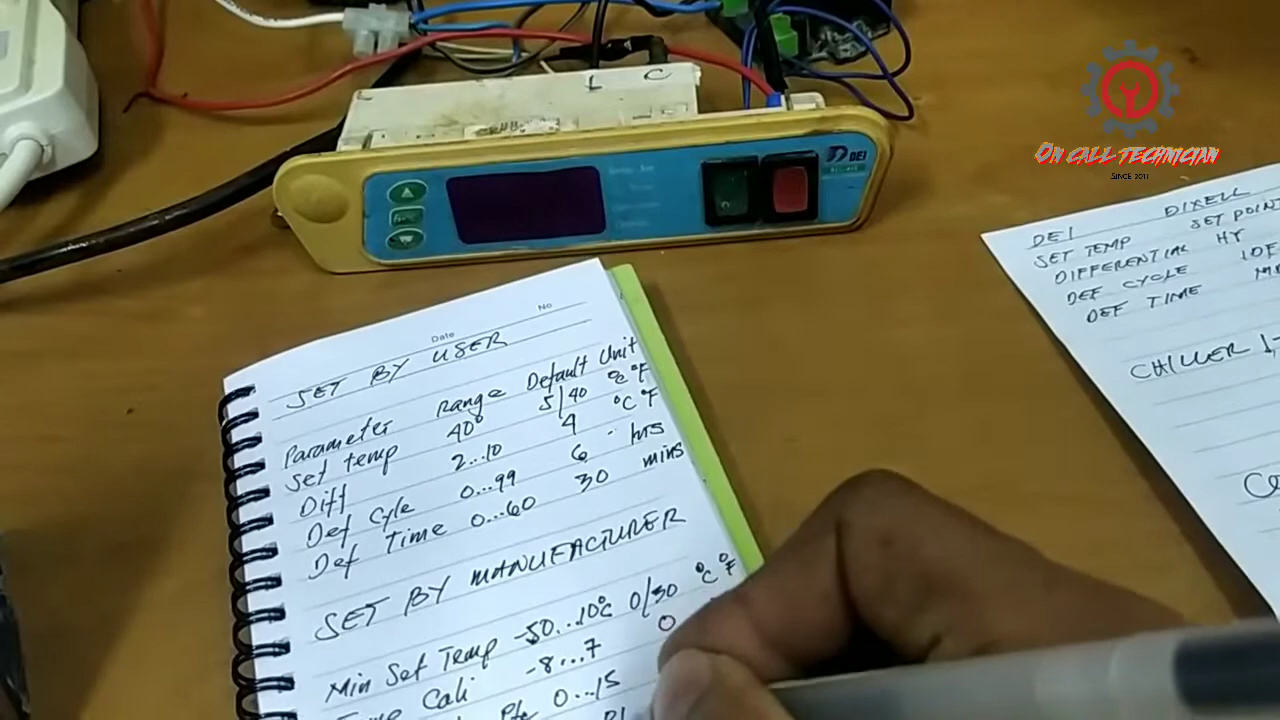 L C
DEI
ON CALL TECHNICIAN
SINCE 2011
Date No
SET BY USER
Parameter Range Default Unit
Set temp 40° 5/40 °C °F
Diff 2...10 4 °C °F
Def Cyle 0...99 6 hrs
Def Time 0...60 30 mins
SET BY MANUFACTURER
Min Set Temp -50...10°C 0/30 °C °F
Cali -8...7 0
0...15
DEI DIXELL
SET TEMP SET POINT
DIFFERENTIAL HY
DEF CYCLE IDF
DEF TIME
CHILLER